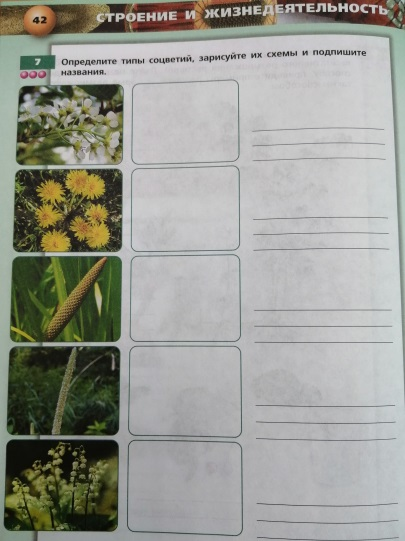 42
СТРОЕНИЕ И ЖИЗНЕДЕЯТЕЛЬНОСТЬ
7
Определите типы соцветий, зарисуйте их схемы и подпишите
названия.